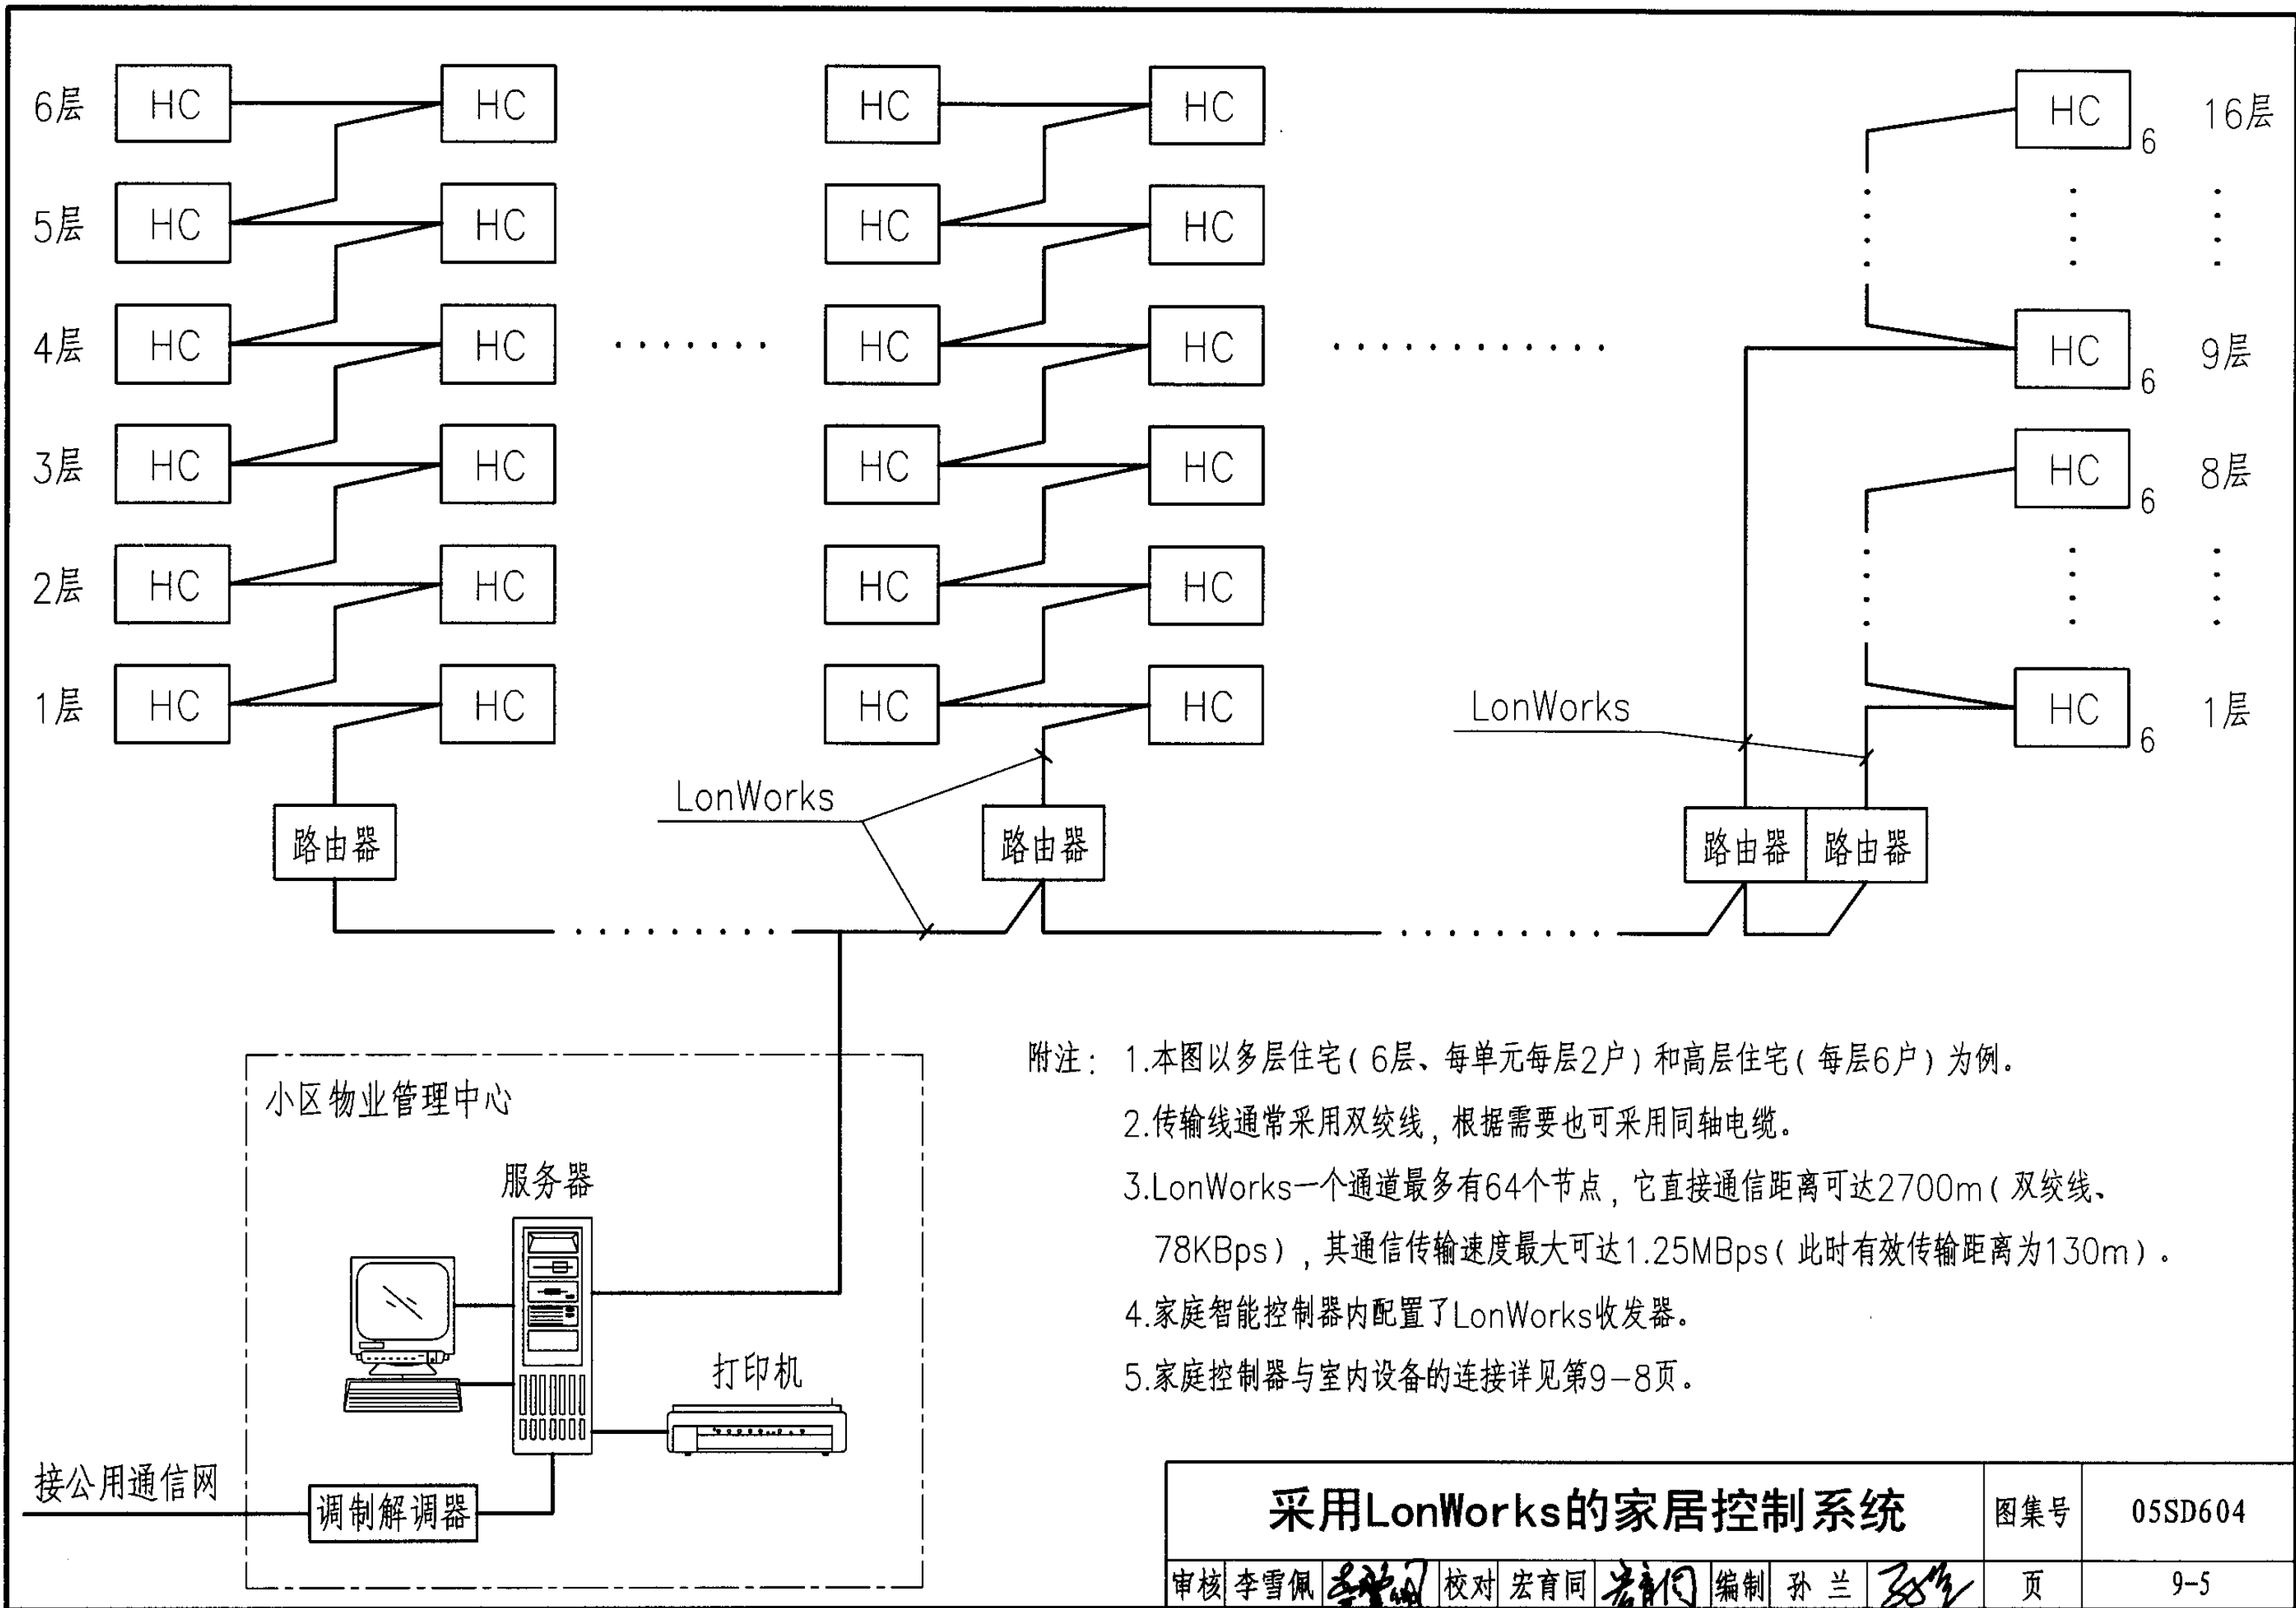 6层 HC HC HC HC HC 6 16层
5层 HC HC HC HC
4层 HC HC HC HC HC 6 9层
3层 HC HC HC HC HC 6 8层
2层 HC HC HC HC
1层 HC HC HC HC HC 6 1层
LonWorks
LonWorks
路由器 路由器 路由器 路由器
小区物业管理中心
服务器
打印机
接公用通信网
调制解调器
附注： 1.本图以多层住宅（6层、每单元每层2户）和高层住宅（每层6户）为例。
2.传输线通常采用双绞线，根据需要也可采用同轴电缆。
3.LonWorks一个通道最多有64个节点，它直接通信距离可达2700m（双绞线、
78KBps），其通信传输速度最大可达1.25MBps（此时有效传输距离为130m）。
4.家庭智能控制器内配置了LonWorks收发器。
5.家庭控制器与室内设备的连接详见第9-8页。
采用LonWorks的家居控制系统 图集号 05SD604
审核 李雪佩 校对 宏育同 编制 孙兰 页 9-5